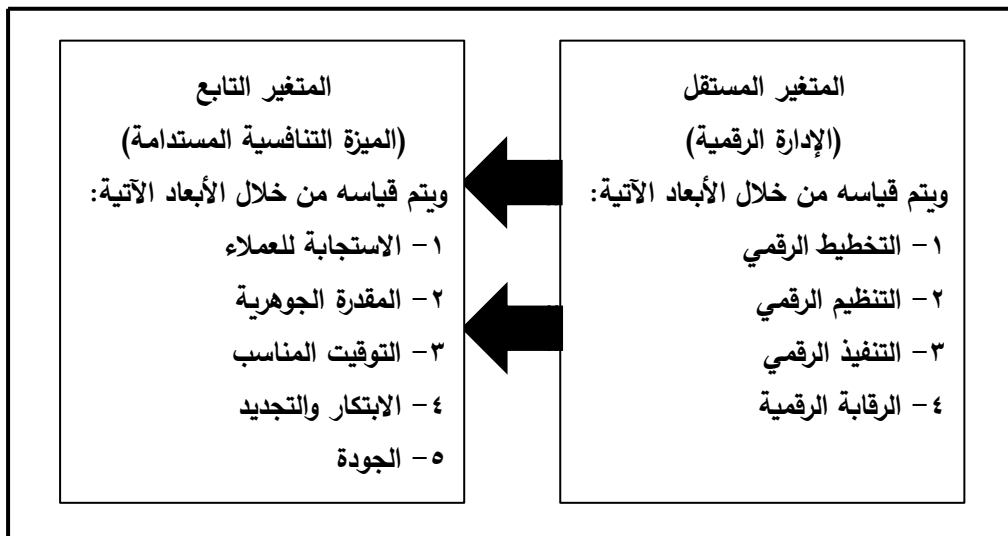 المتغير المستقل
(الإدارة الرقمية)
ويتم قياسه من خلال الأبعاد الآتية:
١- التخطيط الرقمي
٢- التنظيم الرقمي
٣- التنفيذ الرقمي
٤- الرقابة الرقمية
المتغير التابع
(الميزة التنافسية المستدامة)
ويتم قياسه من خلال الأبعاد الآتية:
١- الاستجابة للعملاء
٢- المقدرة الجوهرية
٣- التوقيت المناسب
٤- الابتكار والتجديد
٥- الجودة